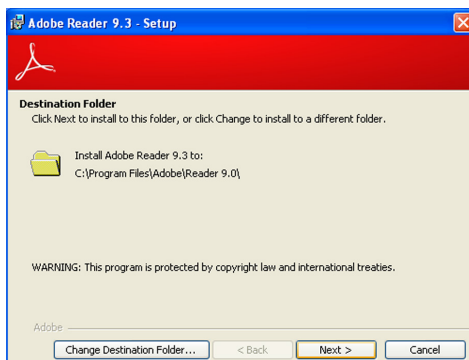 Adobe Reader 9.3 - Setup
Destination Folder
Click Next to install to this folder, or click Change to install to a different folder.
Install Adobe Reader 9.3 to:
C:\Program Files\Adobe\Reader 9.0\
WARNING: This program is protected by copyright law and international treaties.
Adobe
Change Destination Folder... < Back Next > Cancel